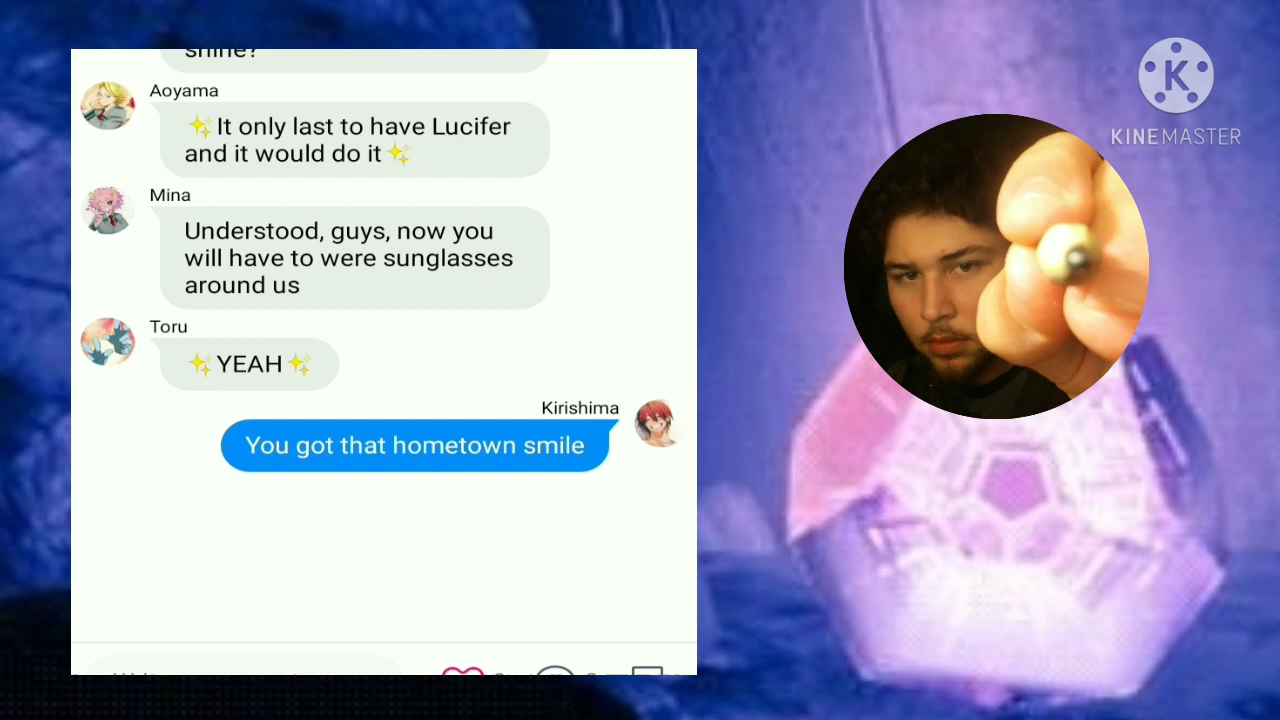 shine?
Aoyama
✨It only last to have Lucifer
and it would do it✨
Mina
Understood, guys, now you
will have to were sunglasses
around us
Toru
✨YEAH✨
Kirishima
You got that hometown smile
K
KINEMASTER